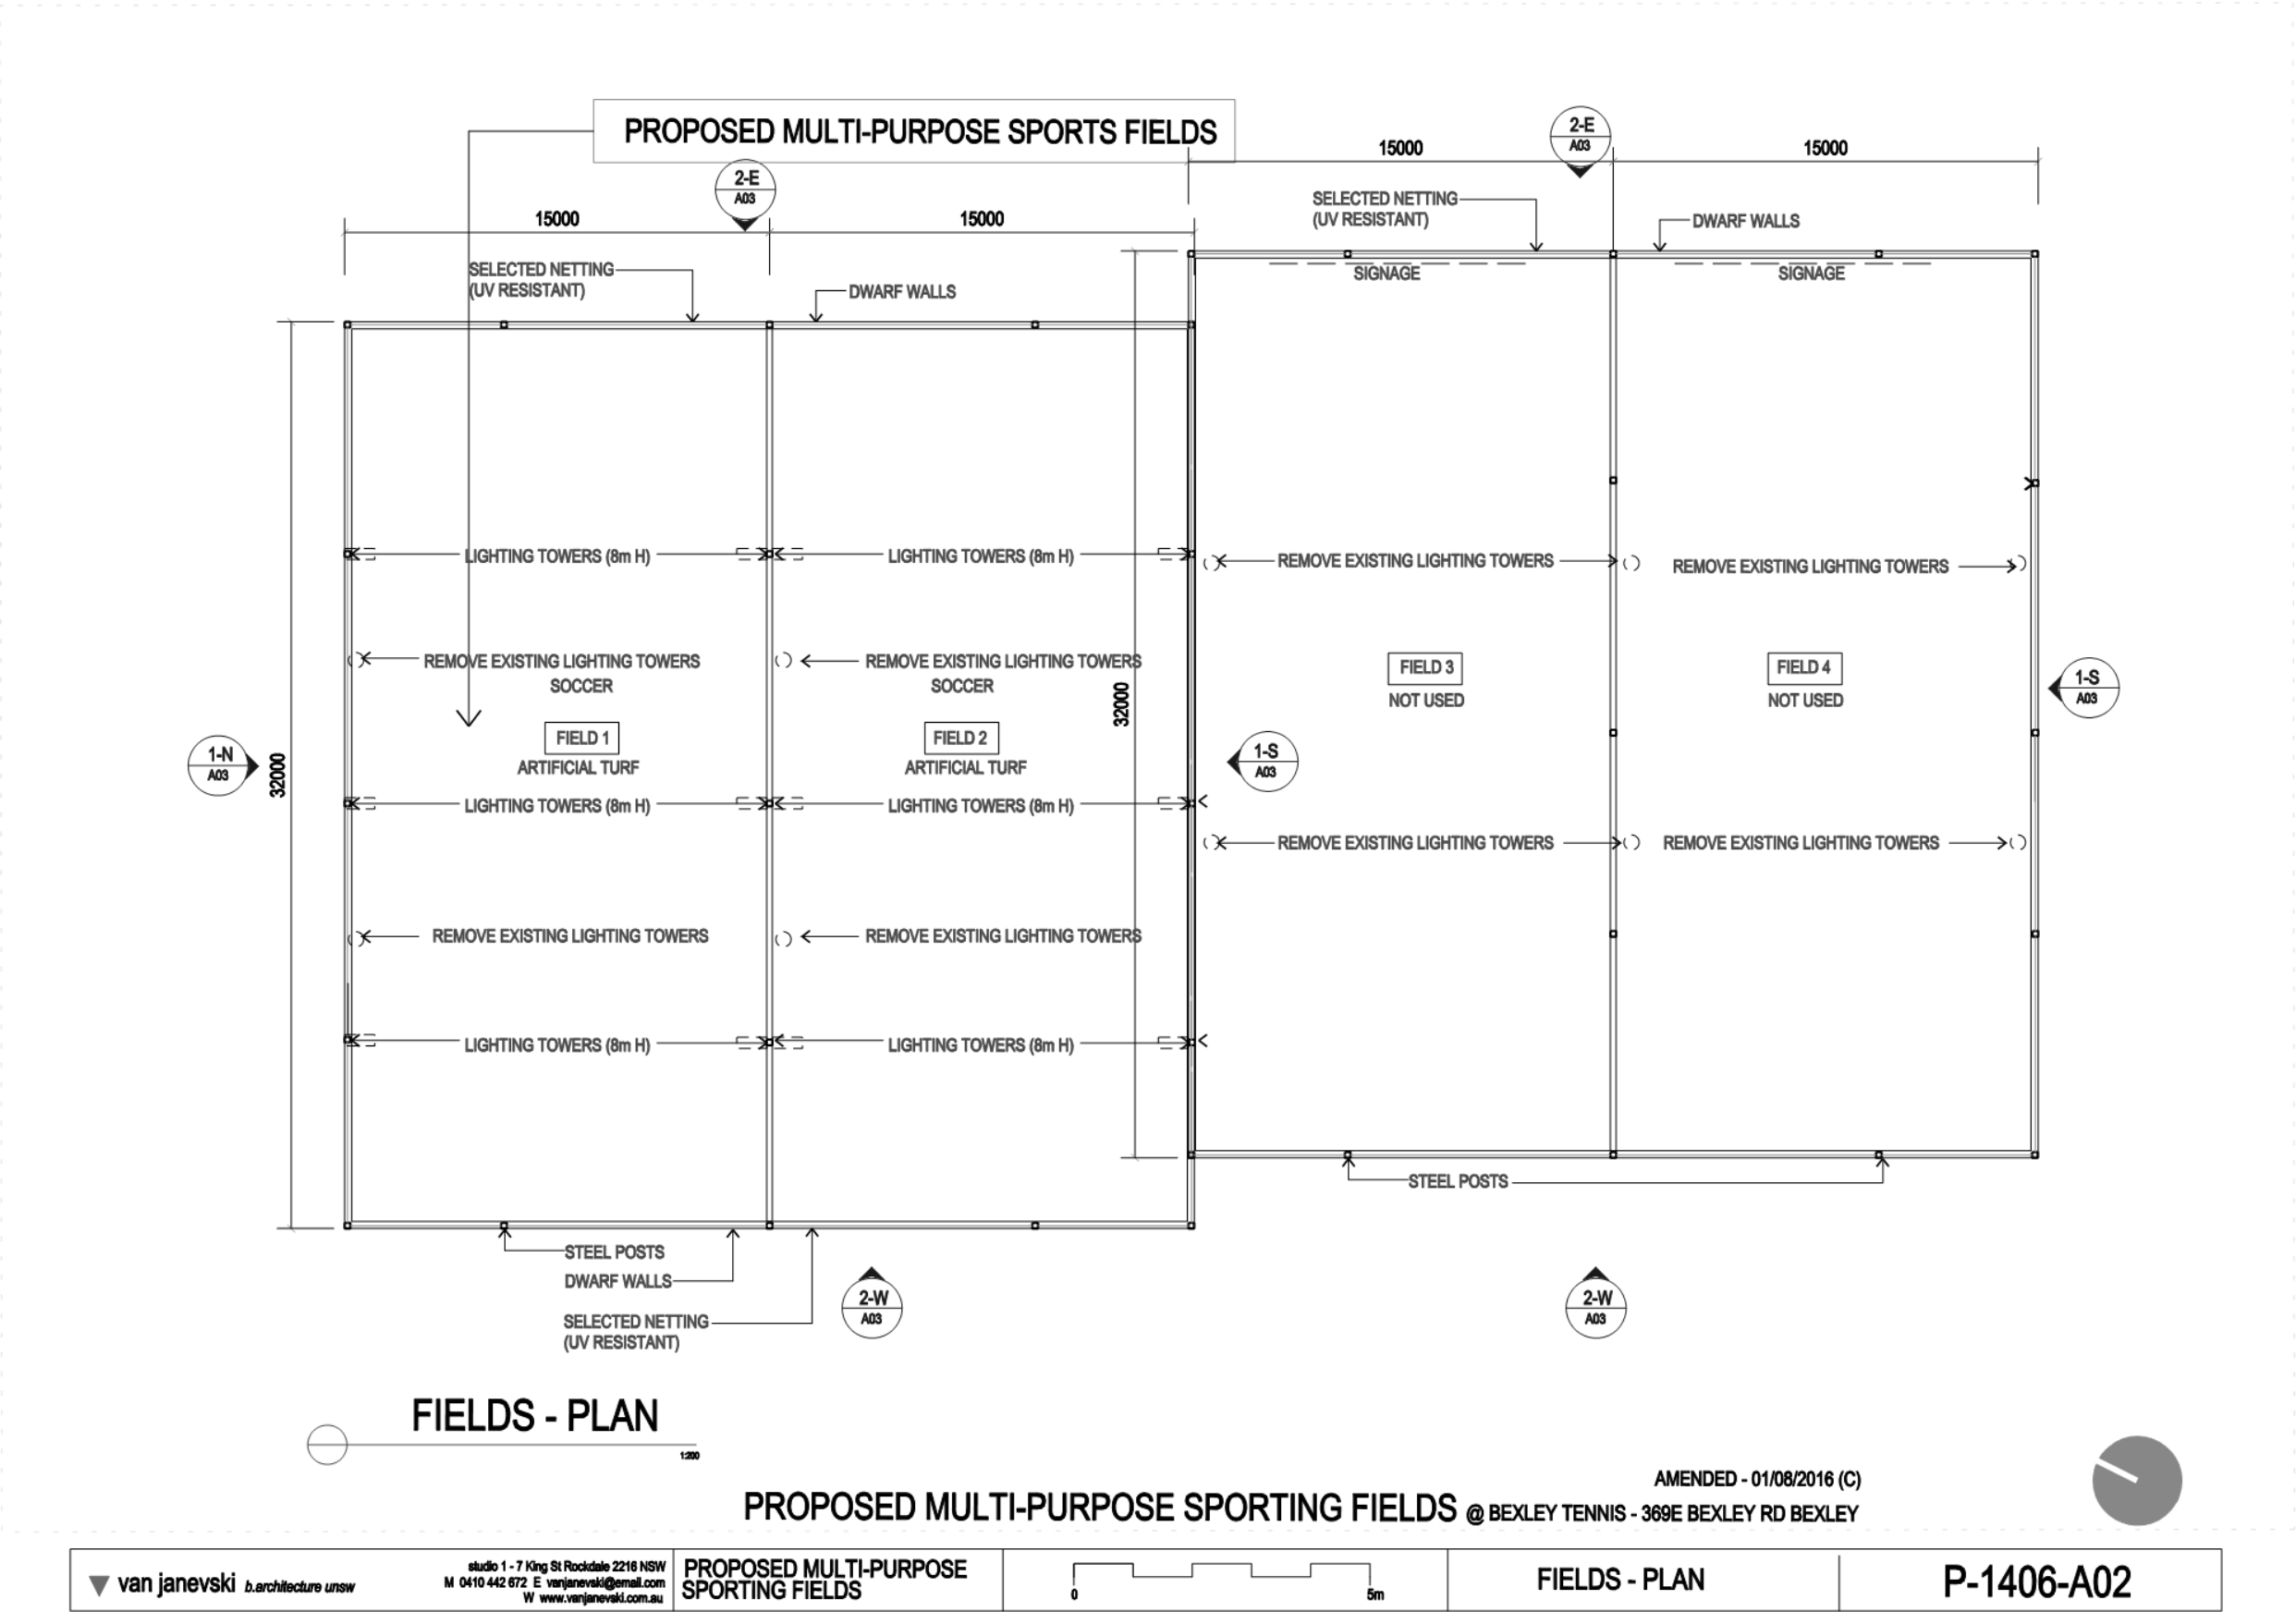 PROPOSED MULTI-PURPOSE SPORTS FIELDS
2-E
A03
15000
15000
2-E
A03
15000
15000
SELECTED NETTING
(UV RESISTANT)
DWARF WALLS
SELECTED NETTING
(UV RESISTANT)
DWARF WALLS
SIGNAGE
SIGNAGE
LIGHTING TOWERS (8m H)
LIGHTING TOWERS (8m H)
REMOVE EXISTING LIGHTING TOWERS
REMOVE EXISTING LIGHTING TOWERS
REMOVE EXISTING LIGHTING TOWERS
SOCCER
REMOVE EXISTING LIGHTING TOWERS
SOCCER
32000
FIELD 3
NOT USED
FIELD 4
NOT USED
1-S
A03
1-N
A03
32000
FIELD 1
ARTIFICIAL TURF
FIELD 2
ARTIFICIAL TURF
1-S
A03
LIGHTING TOWERS (8m H)
LIGHTING TOWERS (8m H)
REMOVE EXISTING LIGHTING TOWERS
REMOVE EXISTING LIGHTING TOWERS
REMOVE EXISTING LIGHTING TOWERS
REMOVE EXISTING LIGHTING TOWERS
LIGHTING TOWERS (8m H)
LIGHTING TOWERS (8m H)
STEEL POSTS
STEEL POSTS
DWARF WALLS
SELECTED NETTING
(UV RESISTANT)
2-W
A03
2-W
A03
FIELDS - PLAN
1:200
AMENDED - 01/08/2016 (C)
PROPOSED MULTI-PURPOSE SPORTING FIELDS @ BEXLEY TENNIS - 369E BEXLEY RD BEXLEY
van janevski b.architecture unsw
studio 1 - 7 King St Rockdale 2216 NSW
M 0410 442 672 E vanjanevski@email.com
W www.vanjanevski.com.au
PROPOSED MULTI-PURPOSE
SPORTING FIELDS
0
5m
FIELDS - PLAN
P-1406-A02